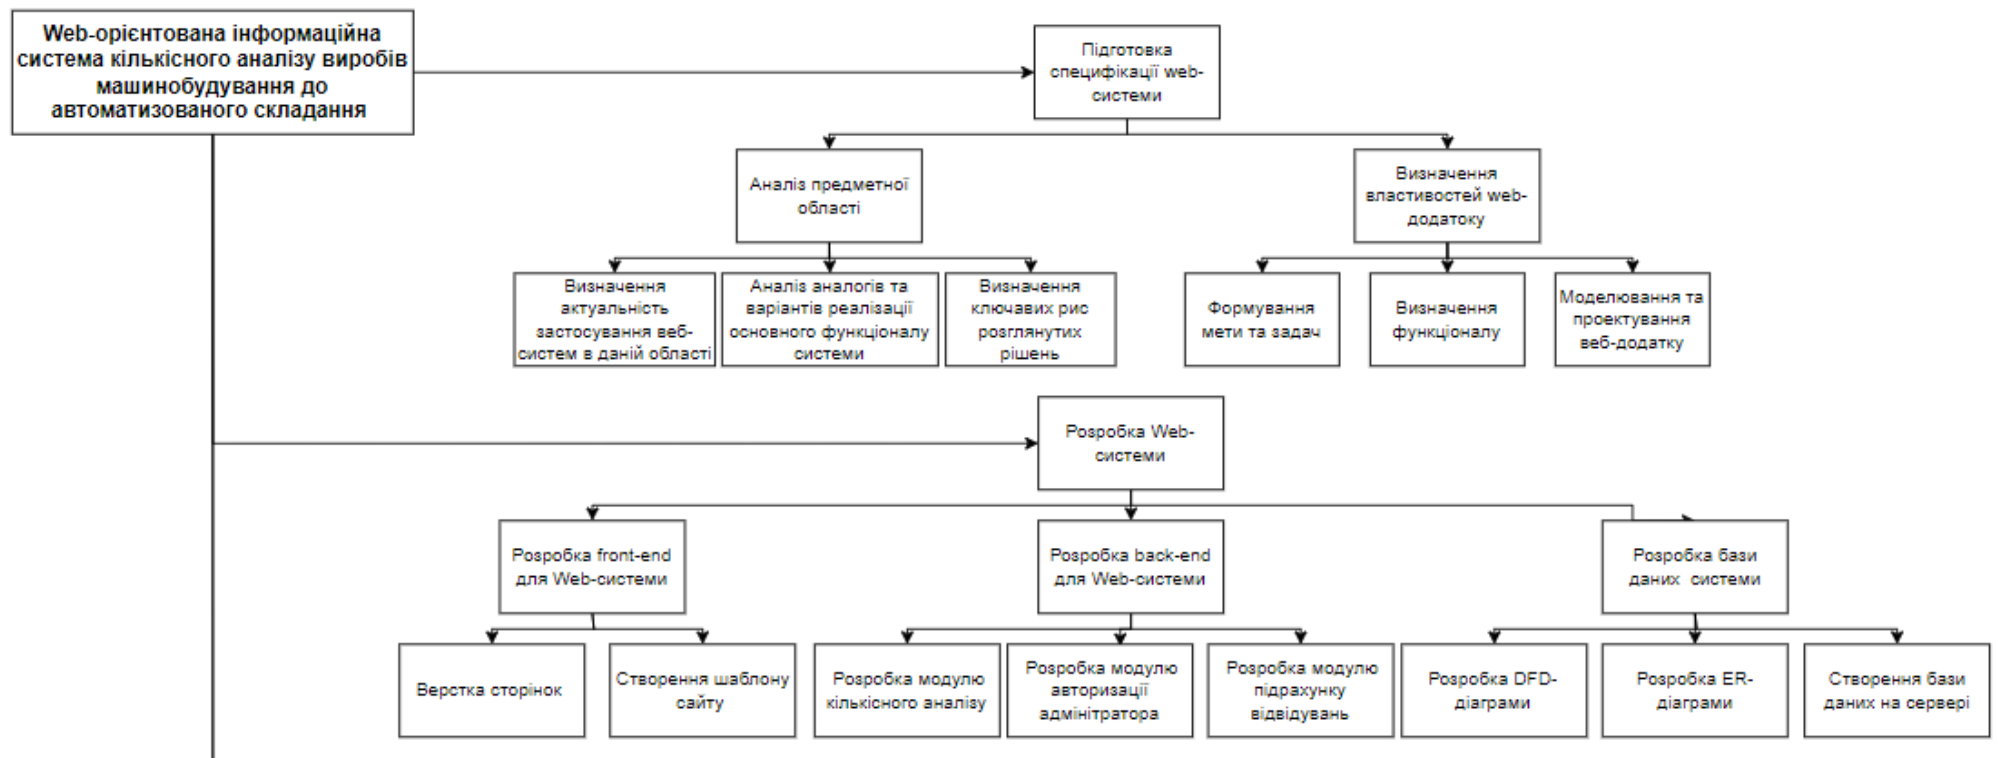 Web-орієнтована інформаційна
система кількісного аналізу виробів
машинобудування до
автоматизованого складання
Підготовка
специфікації web-
системи
Аналіз предметної
області
Визначення
властивостей web-
додатоку
Визначення
актуальність
застосування веб-
систем в даній області
Аналіз аналогів та
варіантів реалізації
основного функціоналу
системи
Визначення
ключавих рис
розглянутих
рішень
Формування
мети та задач
Визначення
функціоналу
Моделювання та
проектування
веб-додатку
Розробка Web-
системи
Розробка front-end
для Web-системи
Розробка back-end
для Web-системи
Розробка бази
даних системи
Верстка сторінок
Створення шаблону
сайту
Розробка модулю
кількісного аналізу
Розробка модулю
авторизації
адмінітратора
Розробка модулю
підрахунку
відвідувань
Розробка DFD-
діаграми
Розробка ER-
діаграми
Створення бази
даних на сервері